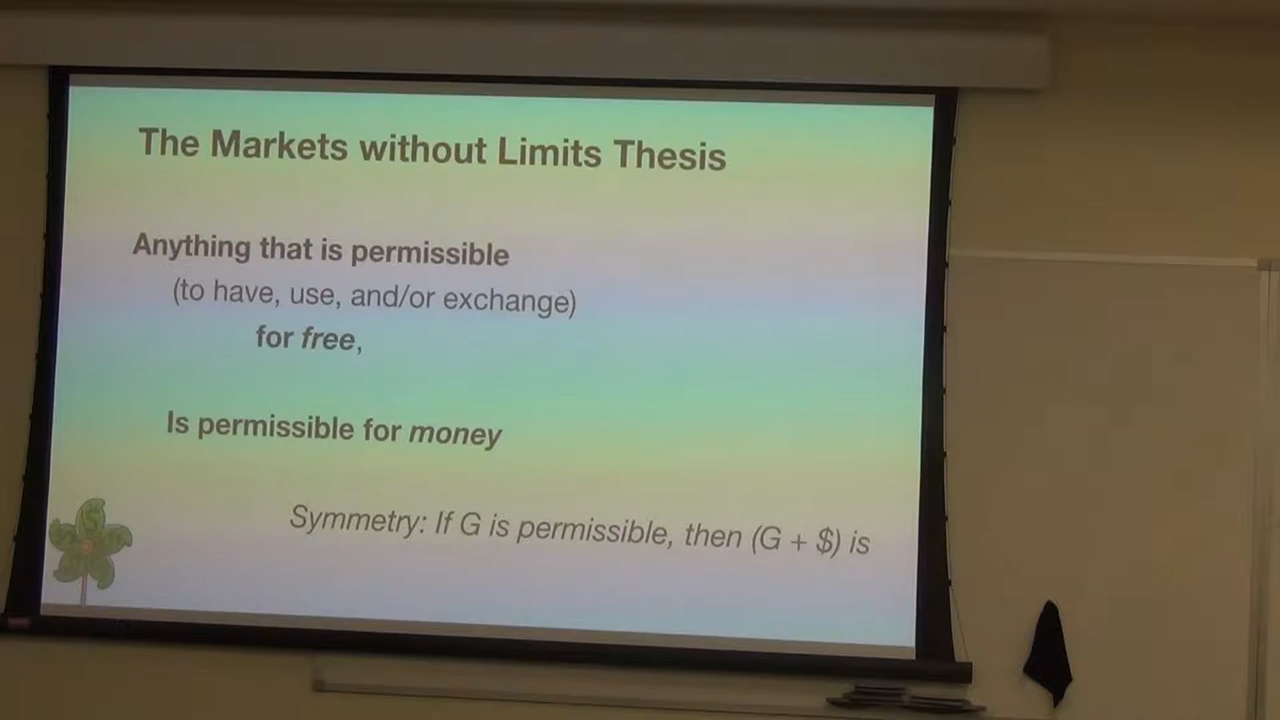 The Markets without Limits Thesis
Anything that is permissible
(to have, use, and/or exchange)
for free,
Is permissible for money
Symmetry: If G is permissible, then (G + $) is